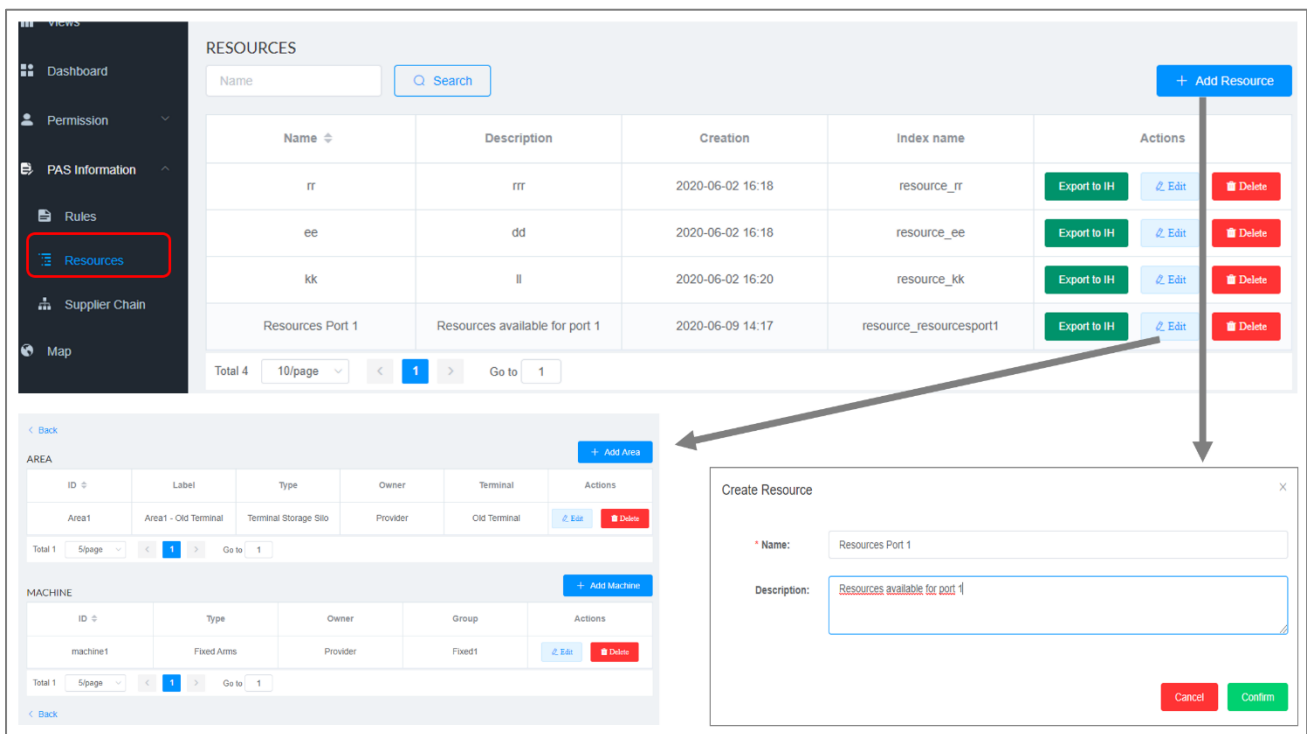 Views
Dashboard
Permission
PAS Information
Rules
Resources
Supplier Chain
Map
RESOURCES
Name Search + Add Resource
Name Description Creation Index name Actions
rr rrr 2020-06-02 16:18 resource_rr Export to IH Edit Delete
ee dd 2020-06-02 16:18 resource_ee Export to IH Edit Delete
kk ll 2020-06-02 16:20 resource_kk Export to IH Edit Delete
Resources Port 1 Resources available for port 1 2020-06-09 14:17 resource_resourcesport1 Export to IH Edit Delete
Total 4 10/page < 1 > Go to 1
< Back
AREA + Add Area
ID Label Type Owner Terminal Actions
Area1 Area1 - Old Terminal Terminal Storage Silo Provider Old Terminal Edit Delete
Total 1 5/page < 1 > Go to 1
MACHINE + Add Machine
ID Type Owner Group Actions
machine1 Fixed Arms Provider Fixed1 Edit Delete
Total 1 5/page < 1 > Go to 1
< Back
Create Resource ×
* Name: Resources Port 1
Description: Resources available for port 1
Cancel Confirm